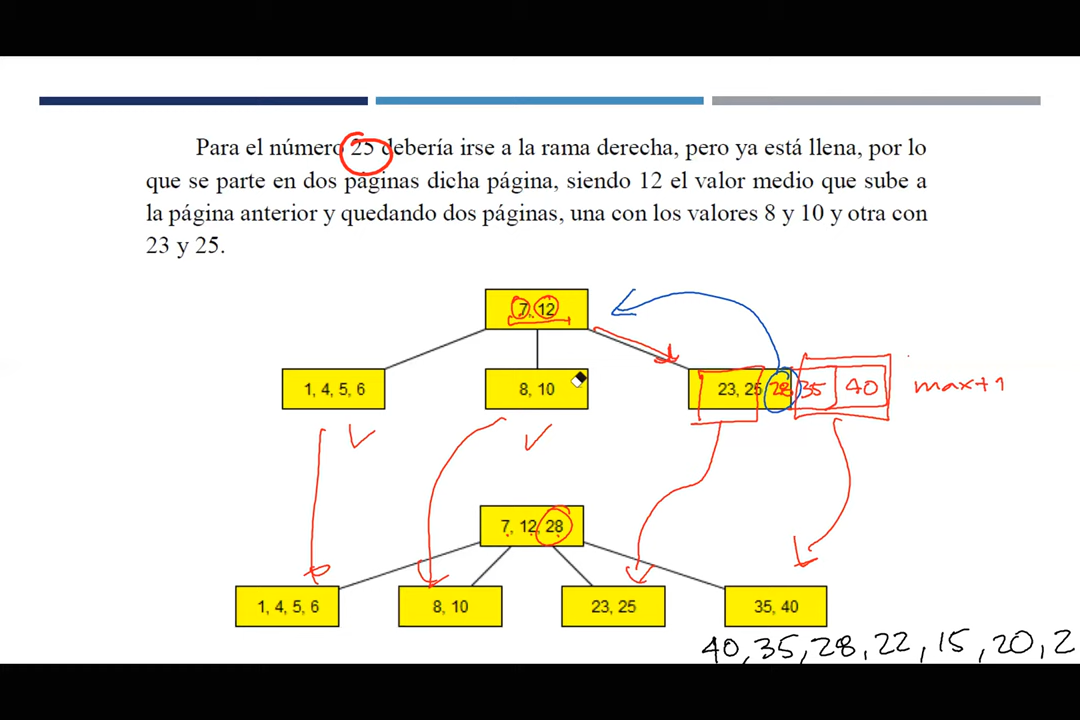 Para el número 25 debería irse a la rama derecha, pero ya está llena, por lo
que se parte en dos páginas dicha página, siendo 12 el valor medio que sube a
la página anterior y quedando dos páginas, una con los valores 8 y 10 y otra con
23 y 25.
7, 12
1, 4, 5, 6
8, 10
23, 25 28 35 40
max+1
7, 12, 28
1, 4, 5, 6
8, 10
23, 25
35, 40
40, 35, 28, 22, 15, 20, 2